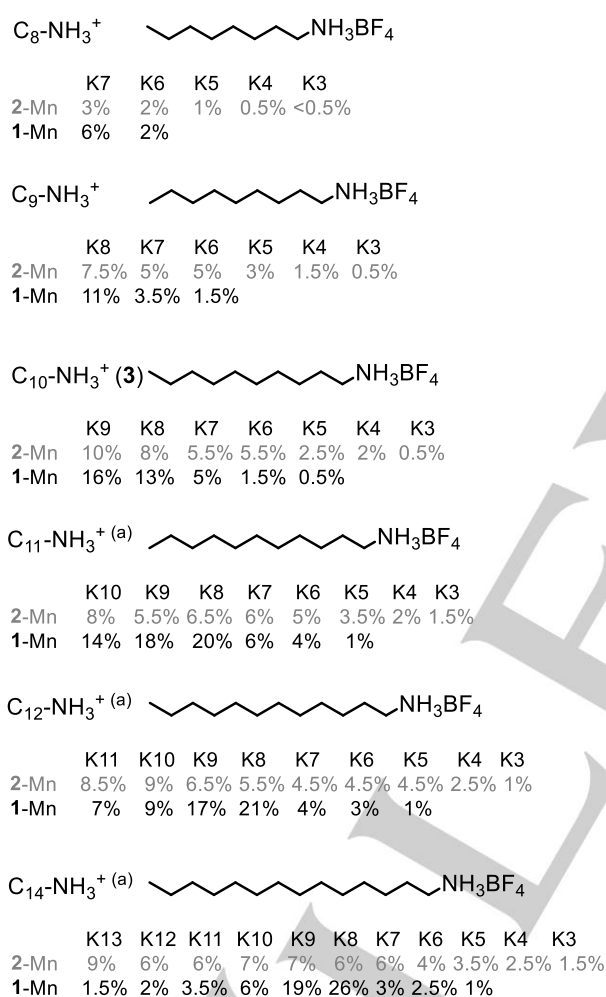 C8-NH3+ NH3BF4
K7 K6 K5 K4 K3
2-Mn 3% 2% 1% 0.5% <0.5%
1-Mn 6% 2%
C9-NH3+ NH3BF4
K8 K7 K6 K5 K4 K3
2-Mn 7.5% 5% 5% 3% 1.5% 0.5%
1-Mn 11% 3.5% 1.5%
C10-NH3+ (3) NH3BF4
K9 K8 K7 K6 K5 K4 K3
2-Mn 10% 8% 5.5% 5.5% 2.5% 2% 0.5%
1-Mn 16% 13% 5% 1.5% 0.5%
C11-NH3+ (a) NH3BF4
K10 K9 K8 K7 K6 K5 K4 K3
2-Mn 8% 5.5% 6.5% 6% 5% 3.5% 2% 1.5%
1-Mn 14% 18% 20% 6% 4% 1%
C12-NH3+ (a) NH3BF4
K11 K10 K9 K8 K7 K6 K5 K4 K3
2-Mn 8.5% 9% 6.5% 5.5% 4.5% 4.5% 4.5% 2.5% 1%
1-Mn 7% 9% 17% 21% 4% 3% 1%
C14-NH3+ (a) NH3BF4
K13 K12 K11 K10 K9 K8 K7 K6 K5 K4 K3
2-Mn 9% 6% 6% 7% 7% 6% 6% 4% 3.5% 2.5% 1.5%
1-Mn 1.5% 2% 3.5% 6% 19% 26% 3% 2.5% 1%